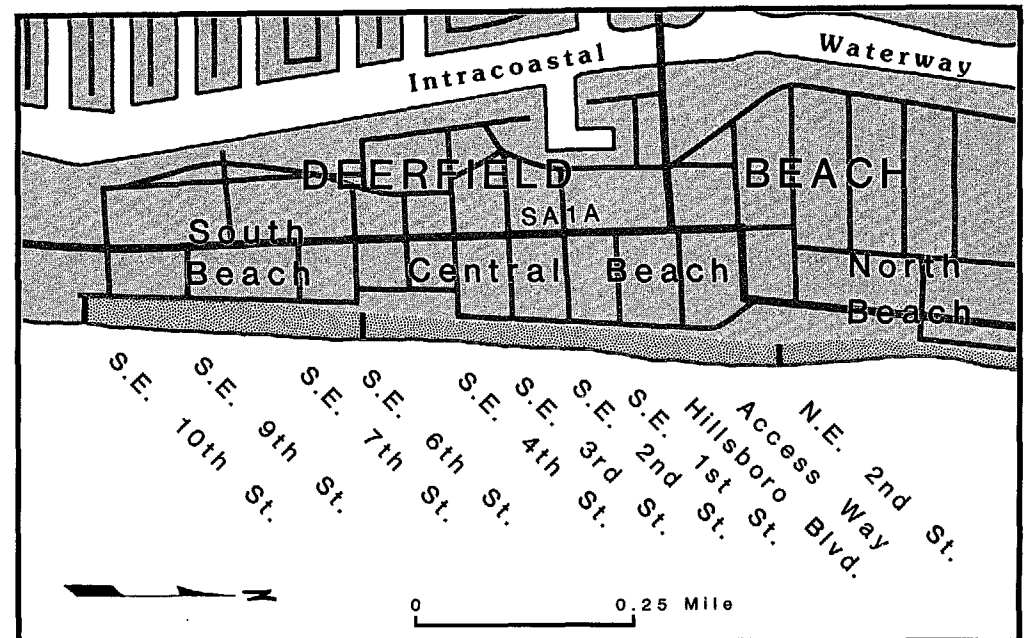 Intracoastal Waterway
DEERFIELD BEACH
SA1A
South
Beach
Central Beach
North
Beach
S.E. 10th St.
S.E. 9th St.
S.E. 7th St.
S.E. 6th St.
S.E. 4th St.
S.E. 3rd St.
S.E. 2nd St.
S.E. 1st St.
Hillsboro Blvd.
Access Way
N.E. 2nd St.
N
0 0.25 Mile